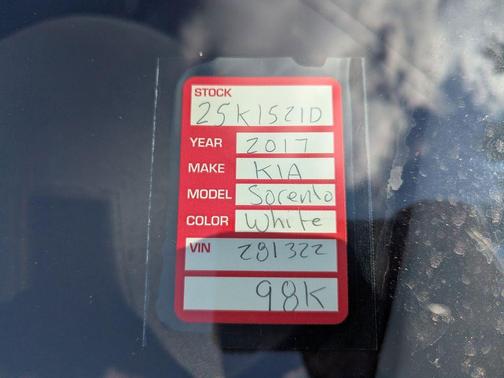 STOCK
25K1521D
YEAR 2017
MAKE KIA
MODEL Sorento
COLOR White
VIN 281322
98K